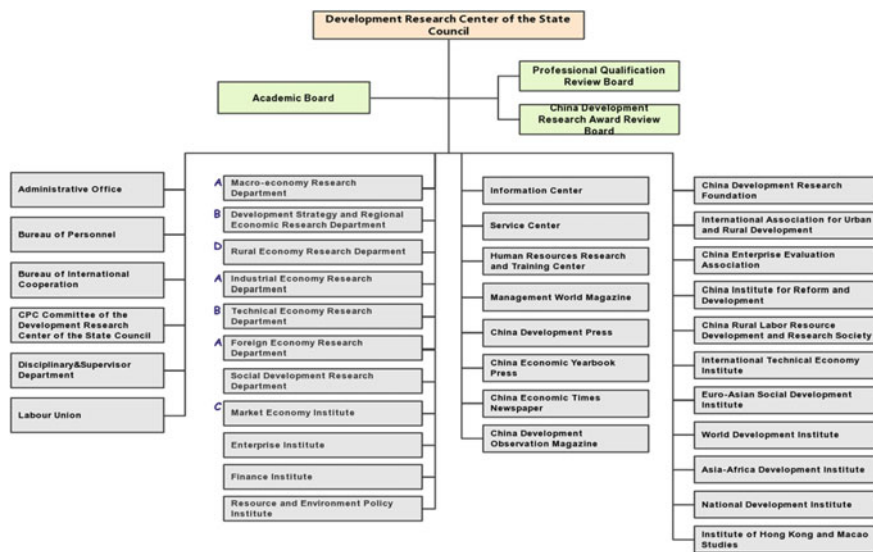 Development Research Center of the State
Council
Professional Qualification
Review Board
Academic Board
China Development
Research Award Review
Board
Administrative Office
Bureau of Personnel
Bureau of International
Cooperation
CPC Committee of the
Development Research
Center of the State Council
Disciplinary&Supervisor
Department
Labour Union
A Macro-economy Research
Department
B Development Strategy and Regional
Economic Research Department
D Rural Economy Research Deparment
A Industrial Economy Research
Department
B Technical Economy Research
Department
A Foreign Economy Research
Department
Social Development Research
Department
C Market Economy Institute
Enterprise Institute
Finance Institute
Resource and Environment Policy
Institute
Information Center
Service Center
Human Resources Research
and Training Center
Management World Magazine
China Development Press
China Economic Yearbook
Press
China Economic Times
Newspaper
China Development
Observation Magazine
China Development Research
Foundation
International Association for Urban
and Rural Development
China Enterprise Evaluation
Association
China Institute for Reform and
Development
China Rural Labor Resource
Development and Research Society
International Technical Economy
Institute
Euro-Asian Social Development
Institute
World Development Institute
Asia-Africa Development Institute
National Development Institute
Institute of Hong Kong and Macao
Studies